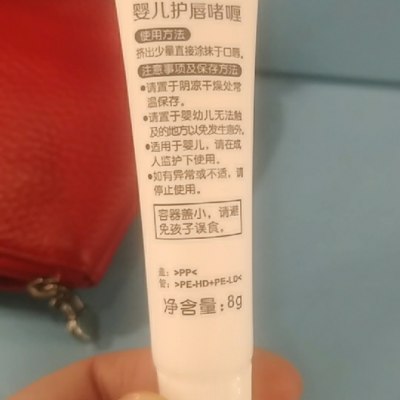 婴儿护唇啫喱
使用方法
挤出少量直接涂抹于口唇。
注意事项及保存方法
●请置于阴凉干燥处常
温保存。
●请置于婴幼儿无法触
及的地方以免发生意外。
●适用于婴儿，请在成
人监护下使用。
●如有异常或不适，请
停止使用。
容器盖小，请避
免孩子误食。
盖：>PP<
管：>PE-HD+PE-LD<
净含量：8g